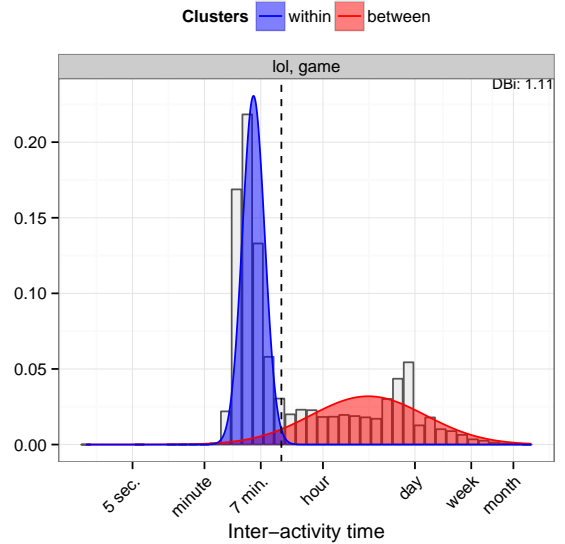 Clusters within between
lol, game
DBi: 1.11
0.20
0.15
0.10
0.05
0.00
5 sec. minute 7 min. hour day week month
Inter−activity time